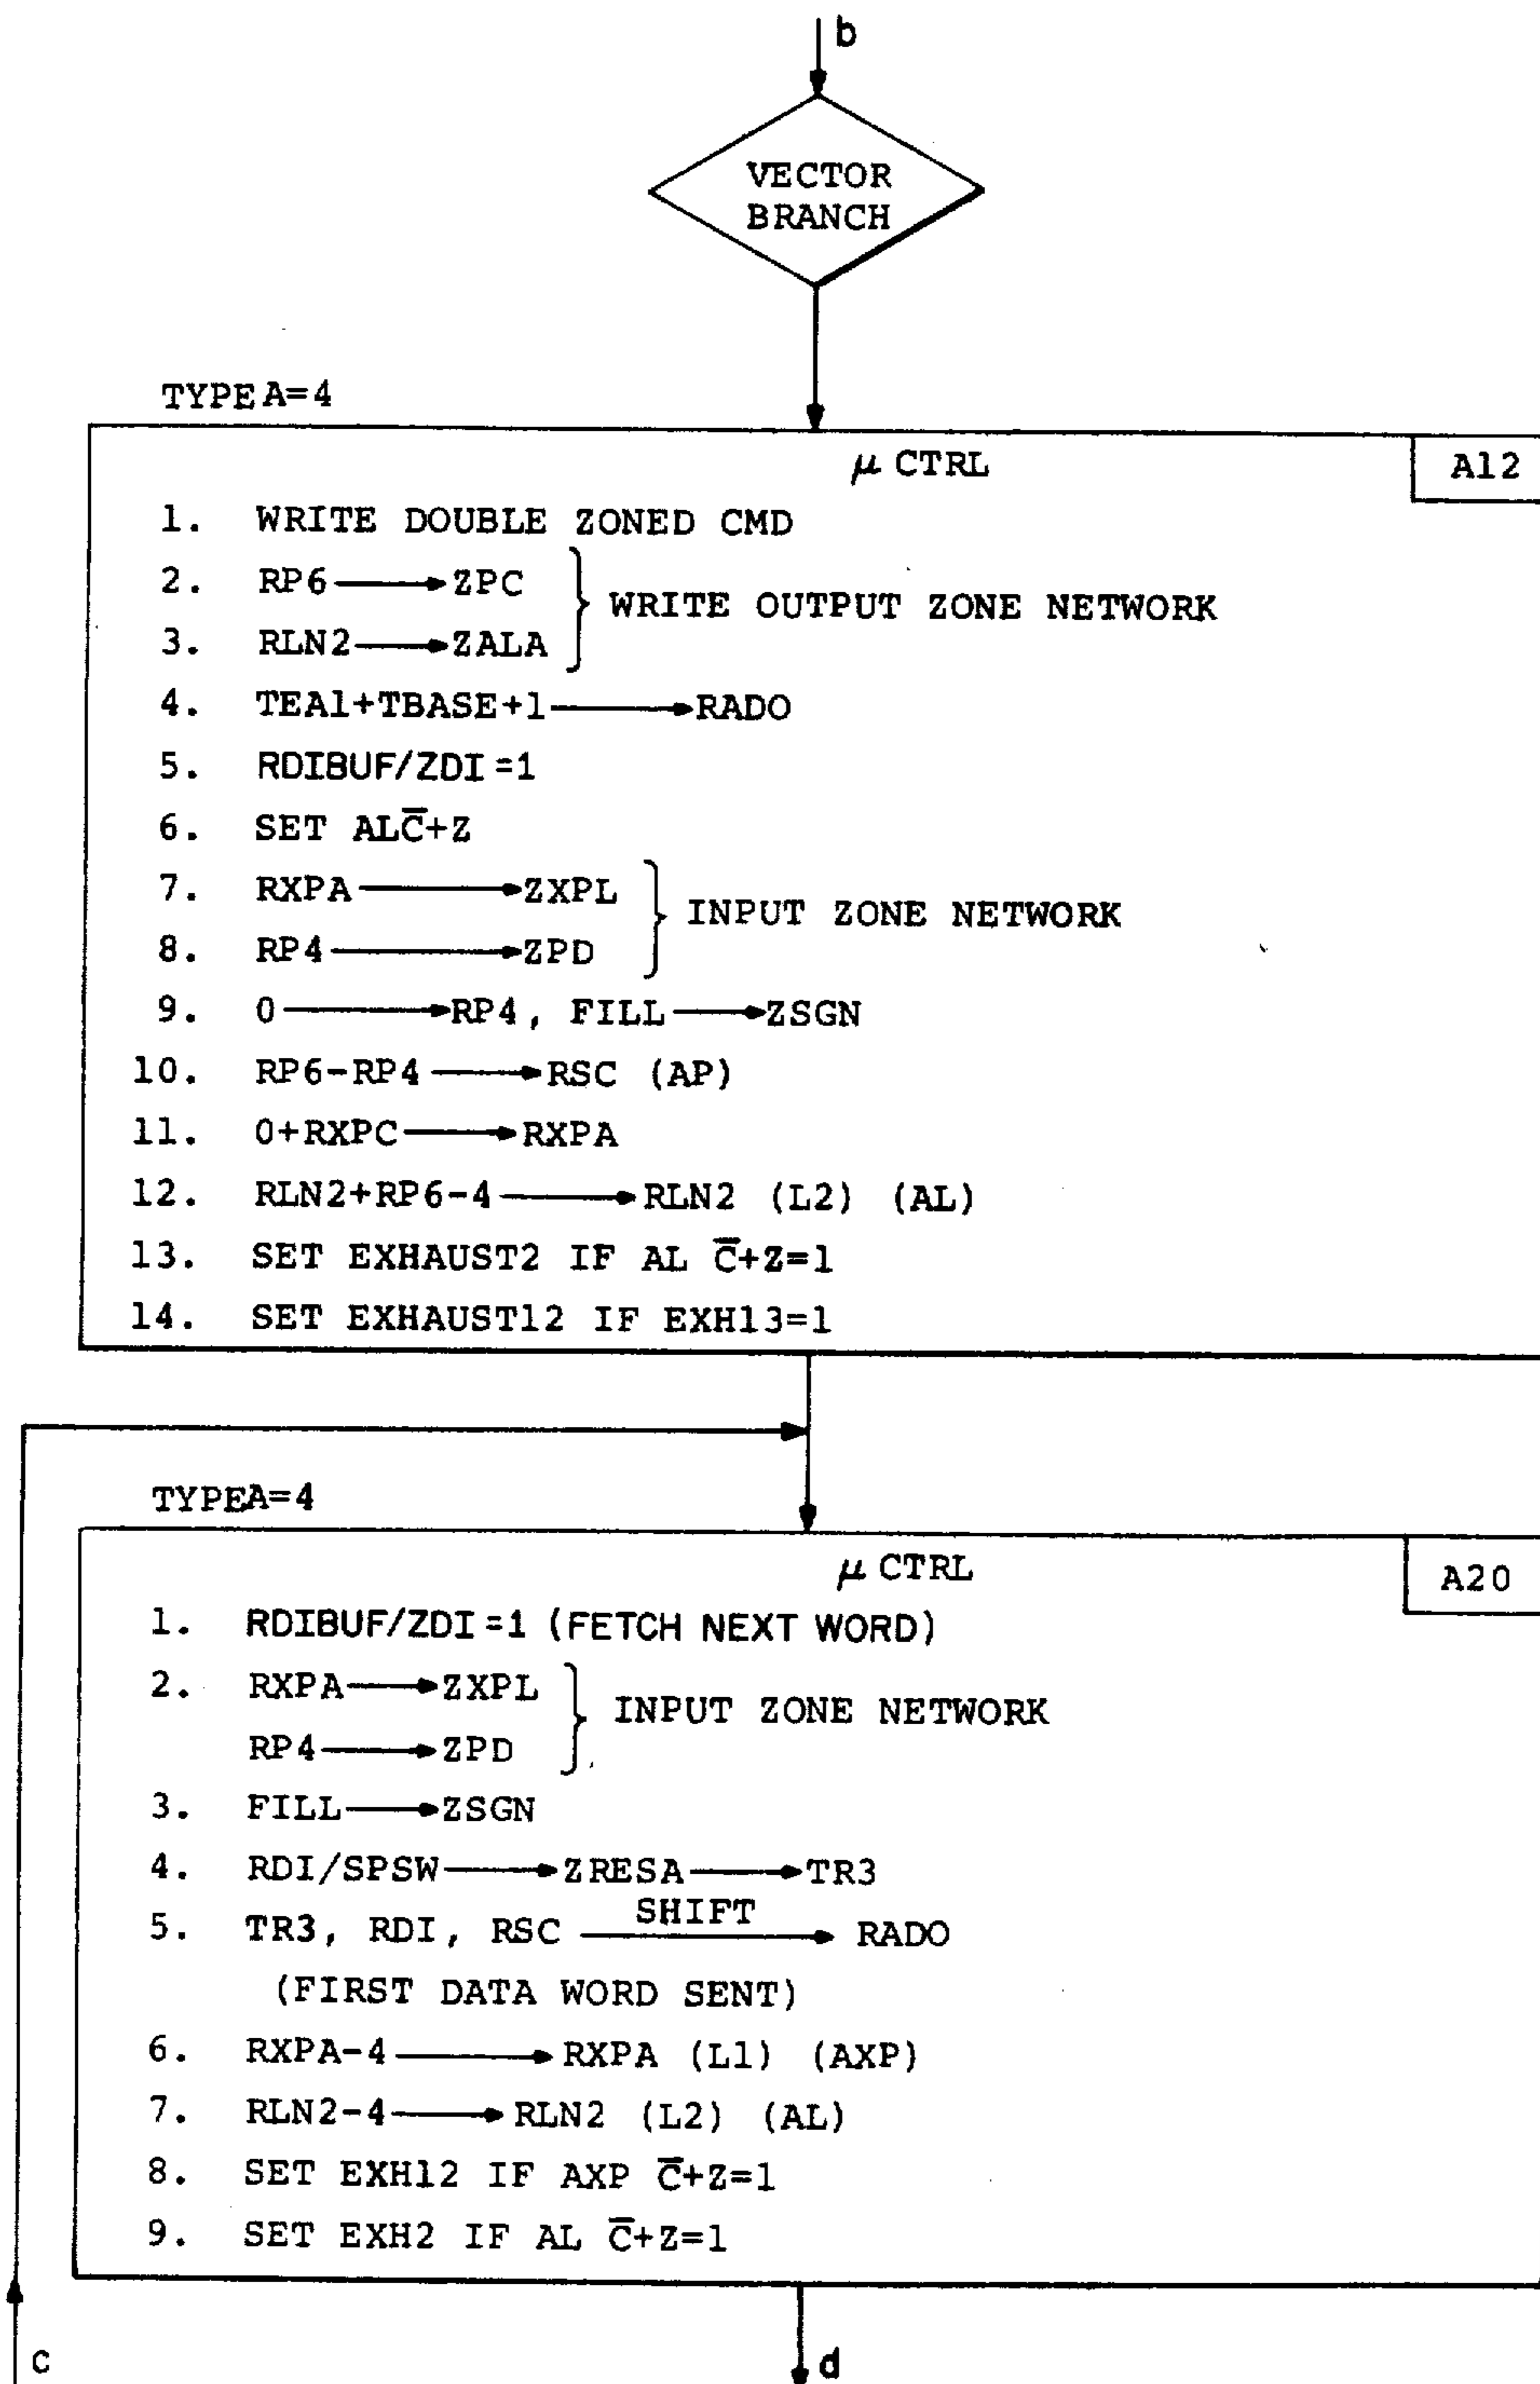 b
VECTOR
BRANCH
TYPEA=4
μ CTRL
A12
1. WRITE DOUBLE ZONED CMD
2. RP6→ZPC
WRITE OUTPUT ZONE NETWORK
3. RLN2→ZALA
4. TEA1+TBASE+1→RADO
5. RDIBUF/ZDI=1
6. SET ALC̅+Z
7. RXPA→ZXPL
INPUT ZONE NETWORK
8. RP4→ZPD
9. 0→RP4, FILL→ZSGN
10. RP6-RP4→RSC (AP)
11. 0+RXPC→RXPA
12. RLN2+RP6-4→RLN2 (L2) (AL)
13. SET EXHAUST2 IF AL C̅+Z=1
14. SET EXHAUST12 IF EXH13=1
TYPEA=4
μ CTRL
A20
1. RDIBUF/ZDI=1 (FETCH NEXT WORD)
2. RXPA→ZXPL
INPUT ZONE NETWORK
RP4→ZPD
3. FILL→ZSGN
4. RDI/SPSW→ZRESA→TR3
5. TR3, RDI, RSC SHIFT→ RADO
(FIRST DATA WORD SENT)
6. RXPA-4→RXPA (L1) (AXP)
7. RLN2-4→RLN2 (L2) (AL)
8. SET EXH12 IF AXP C̅+Z=1
9. SET EXH2 IF AL C̅+Z=1
c
d